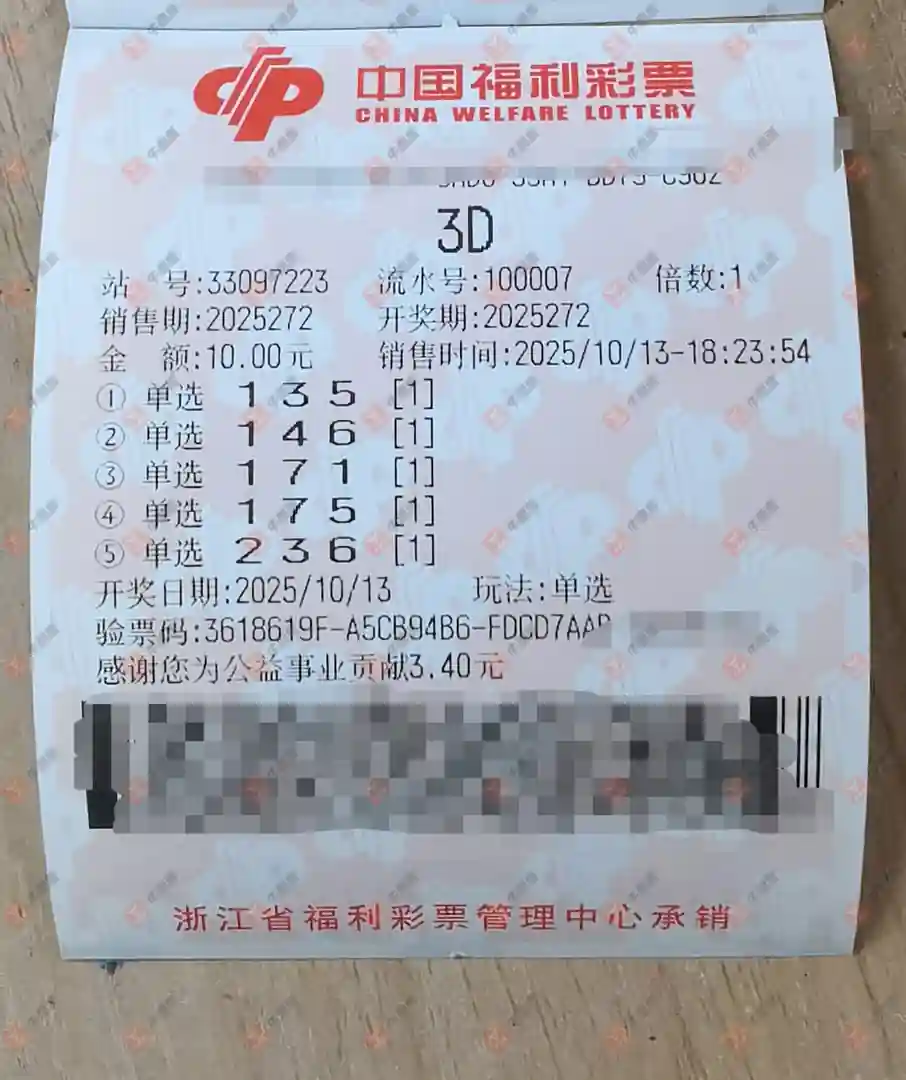 中国福利彩票
CHINA WELFARE LOTTERY
3D
站 号:33097223 流水号:100007 倍数:1
销售期:2025272 开奖期:2025272
金 额:10.00元 销售时间:2025/10/13-18:23:54
① 单选 1 3 5 [1]
② 单选 1 4 6 [1]
③ 单选 1 7 1 [1]
④ 单选 1 7 5 [1]
⑤ 单选 2 3 6 [1]
开奖日期:2025/10/13 玩法:单选
验票码:3618619F-A5CB94B6-FDCD7AA
感谢您为公益事业贡献3.40元
浙江省福利彩票管理中心承销